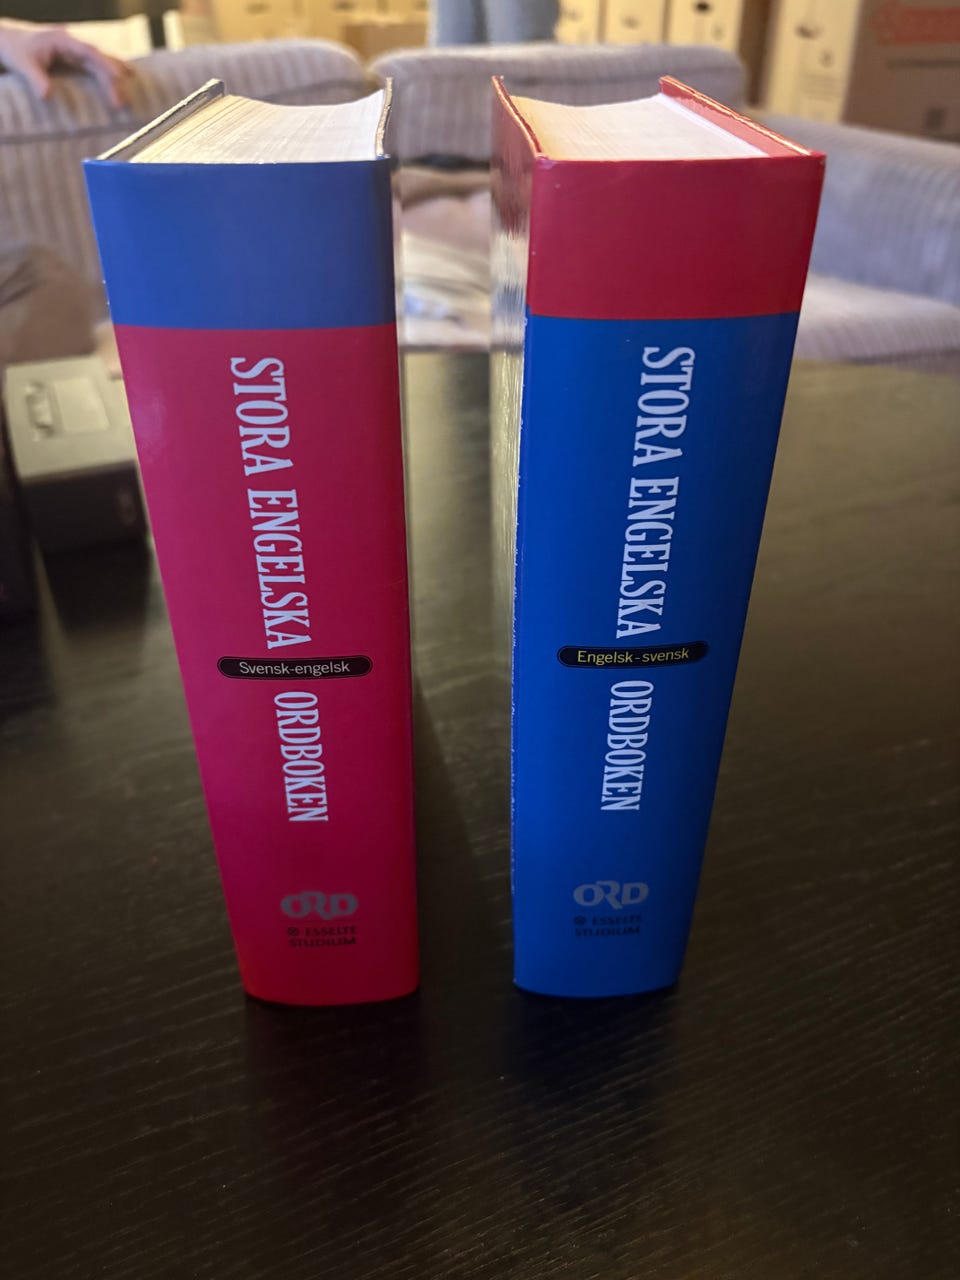 STORA ENGELSKA
Svensk-engelsk
ORDBOKEN
ORD
ESSELTE
STUDIUM
STORA ENGELSKA
Engelsk-svensk
ORDBOKEN
ORD
ESSELTE
STUDIUM